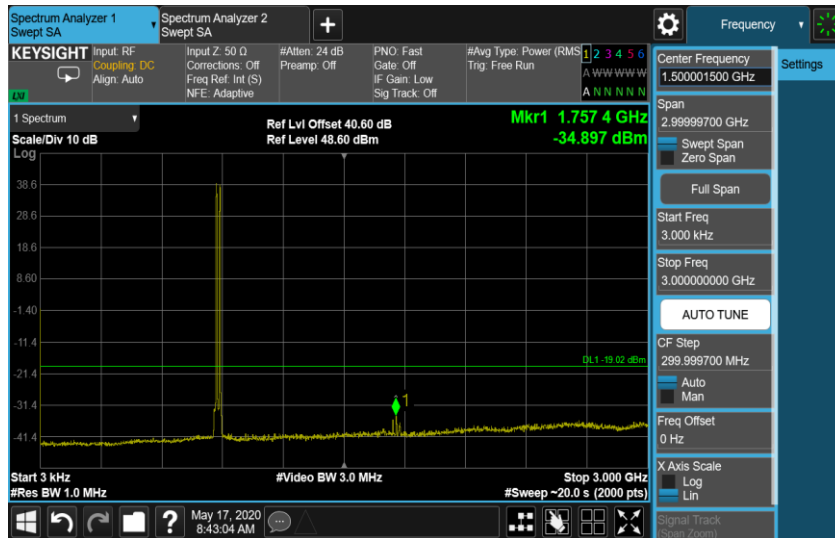 Spectrum Analyzer 1
Swept SA
Spectrum Analyzer 2
Swept SA
+
Frequency
KEYSIGHT
Input: RF
Coupling: DC
Align: Auto
LXI
Input Z: 50 Ω
Corrections: Off
Freq Ref: Int (S)
NFE: Adaptive
#Atten: 24 dB
Preamp: Off
PNO: Fast
Gate: Off
IF Gain: Low
Sig Track: Off
#Avg Type: Power (RMS
Trig: Free Run
1 2 3 4 5 6
A W W W W W
A N N N N N
Center Frequency
1.500001500 GHz
Settings
Span
2.99999700 GHz
Swept Span
Zero Span
Full Span
Start Freq
3.000 kHz
Stop Freq
3.000000000 GHz
AUTO TUNE
CF Step
299.999700 MHz
Auto
Man
Freq Offset
0 Hz
X Axis Scale
Log
Lin
Signal Track
(Span Zoom)
1 Spectrum
Scale/Div 10 dB
Log
Ref Lvl Offset 40.60 dB
Ref Level 48.60 dBm
Mkr1 1.757 4 GHz
-34.897 dBm
38.6
28.6
18.6
8.60
-1.40
-11.4
-21.4
-31.4
-41.4
DL1 -19.02 dBm
1
Start 3 kHz
#Res BW 1.0 MHz
#Video BW 3.0 MHz
Stop 3.000 GHz
#Sweep ~20.0 s (2000 pts)
?
May 17, 2020
8:43:04 AM